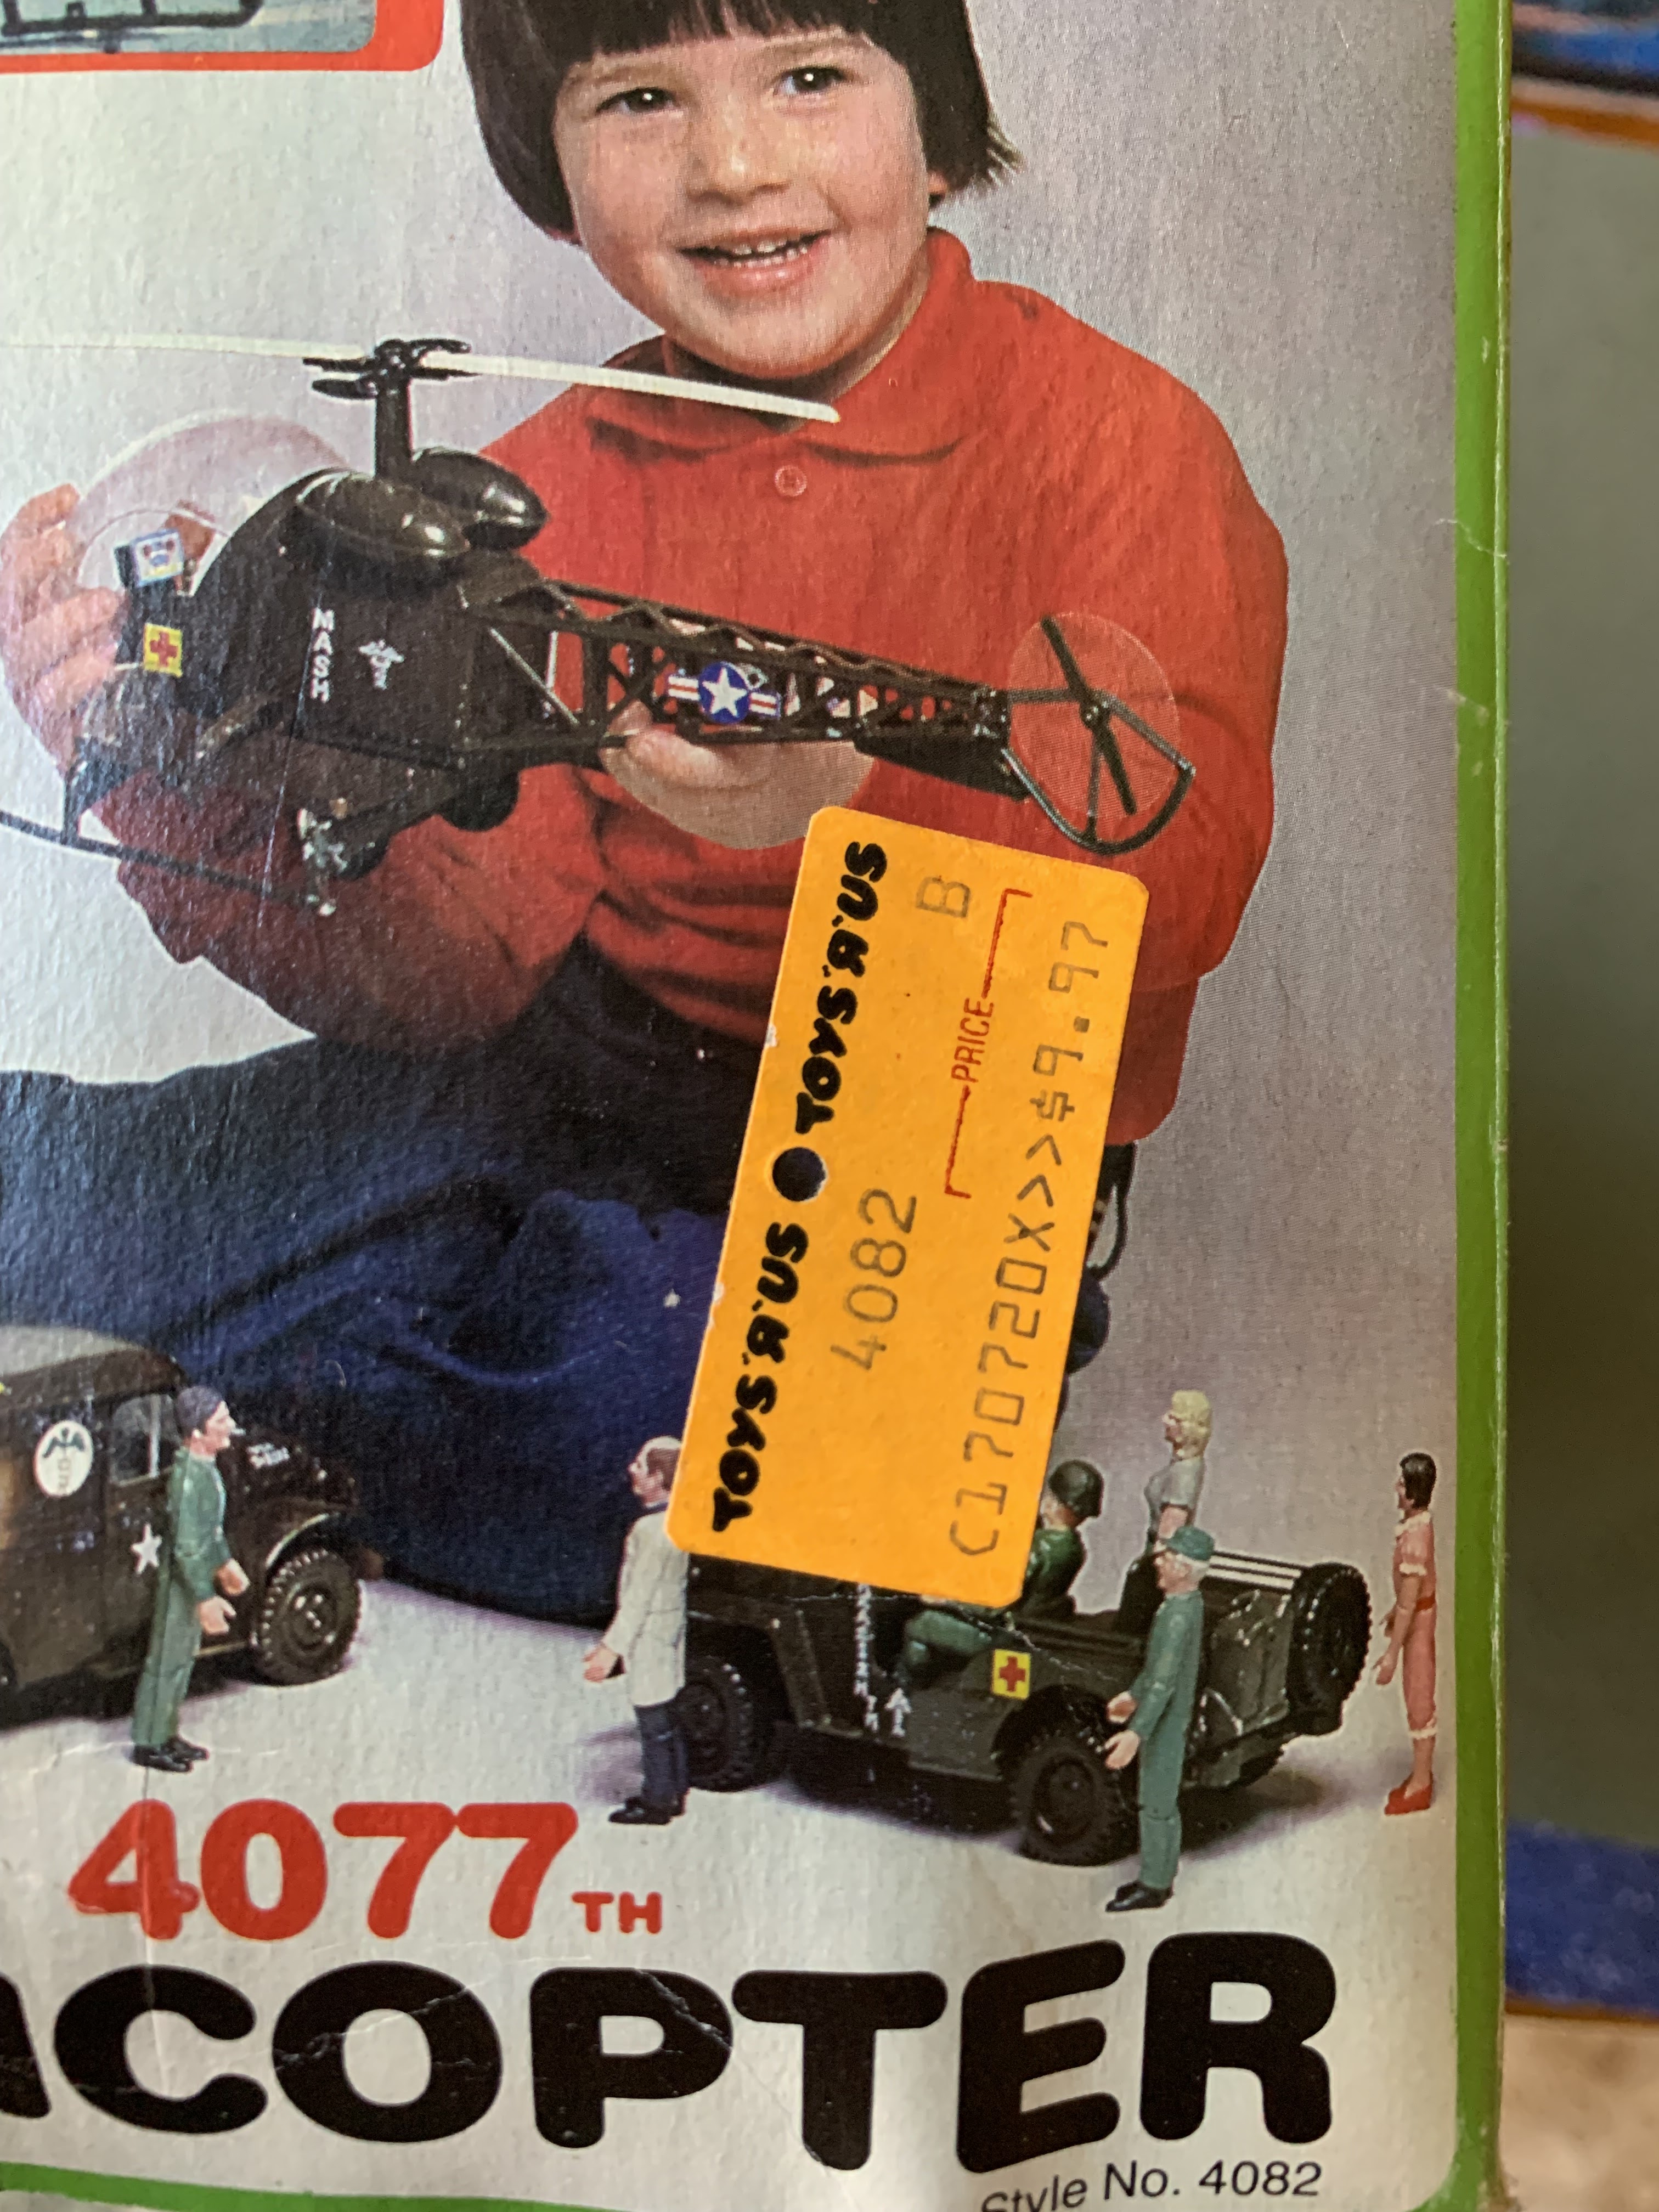 MASH
TOYS"R"US ● TOYS"R"US
4082 B
PRICE
C170720X>>$9.97
4077TH
COPTER
Style No. 4082